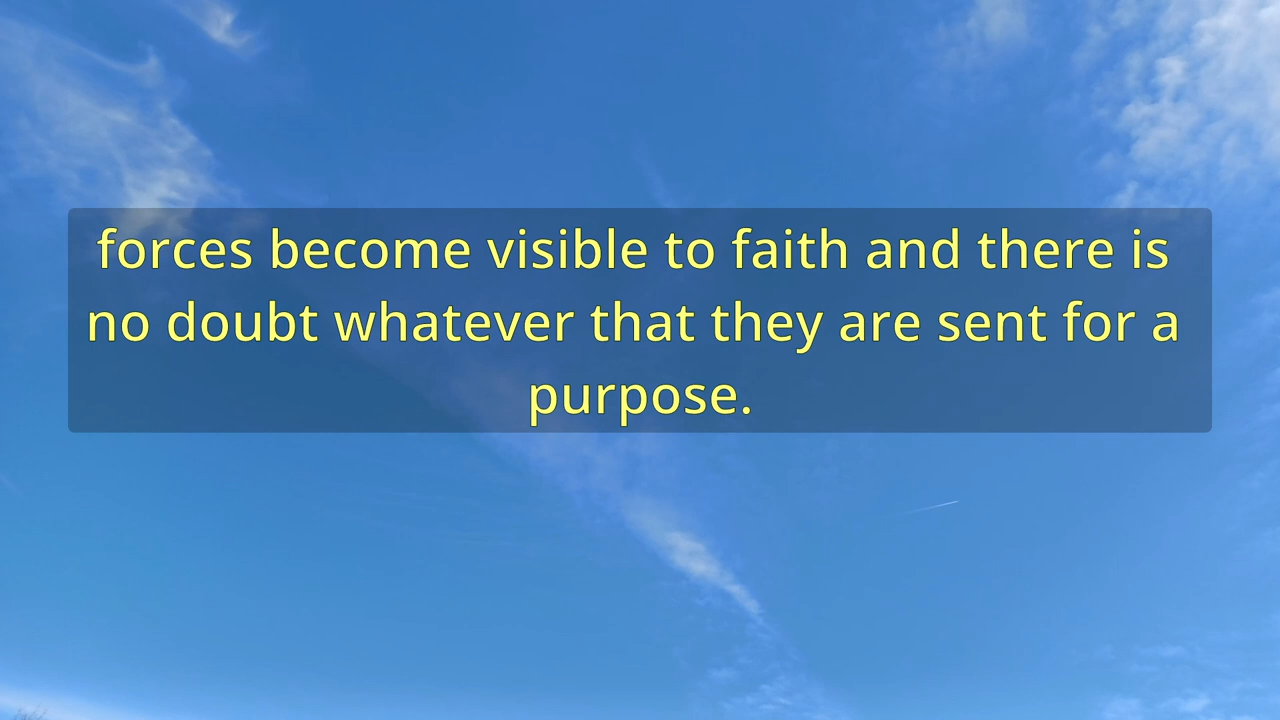 forces become visible to faith and there is
no doubt whatever that they are sent for a
purpose.